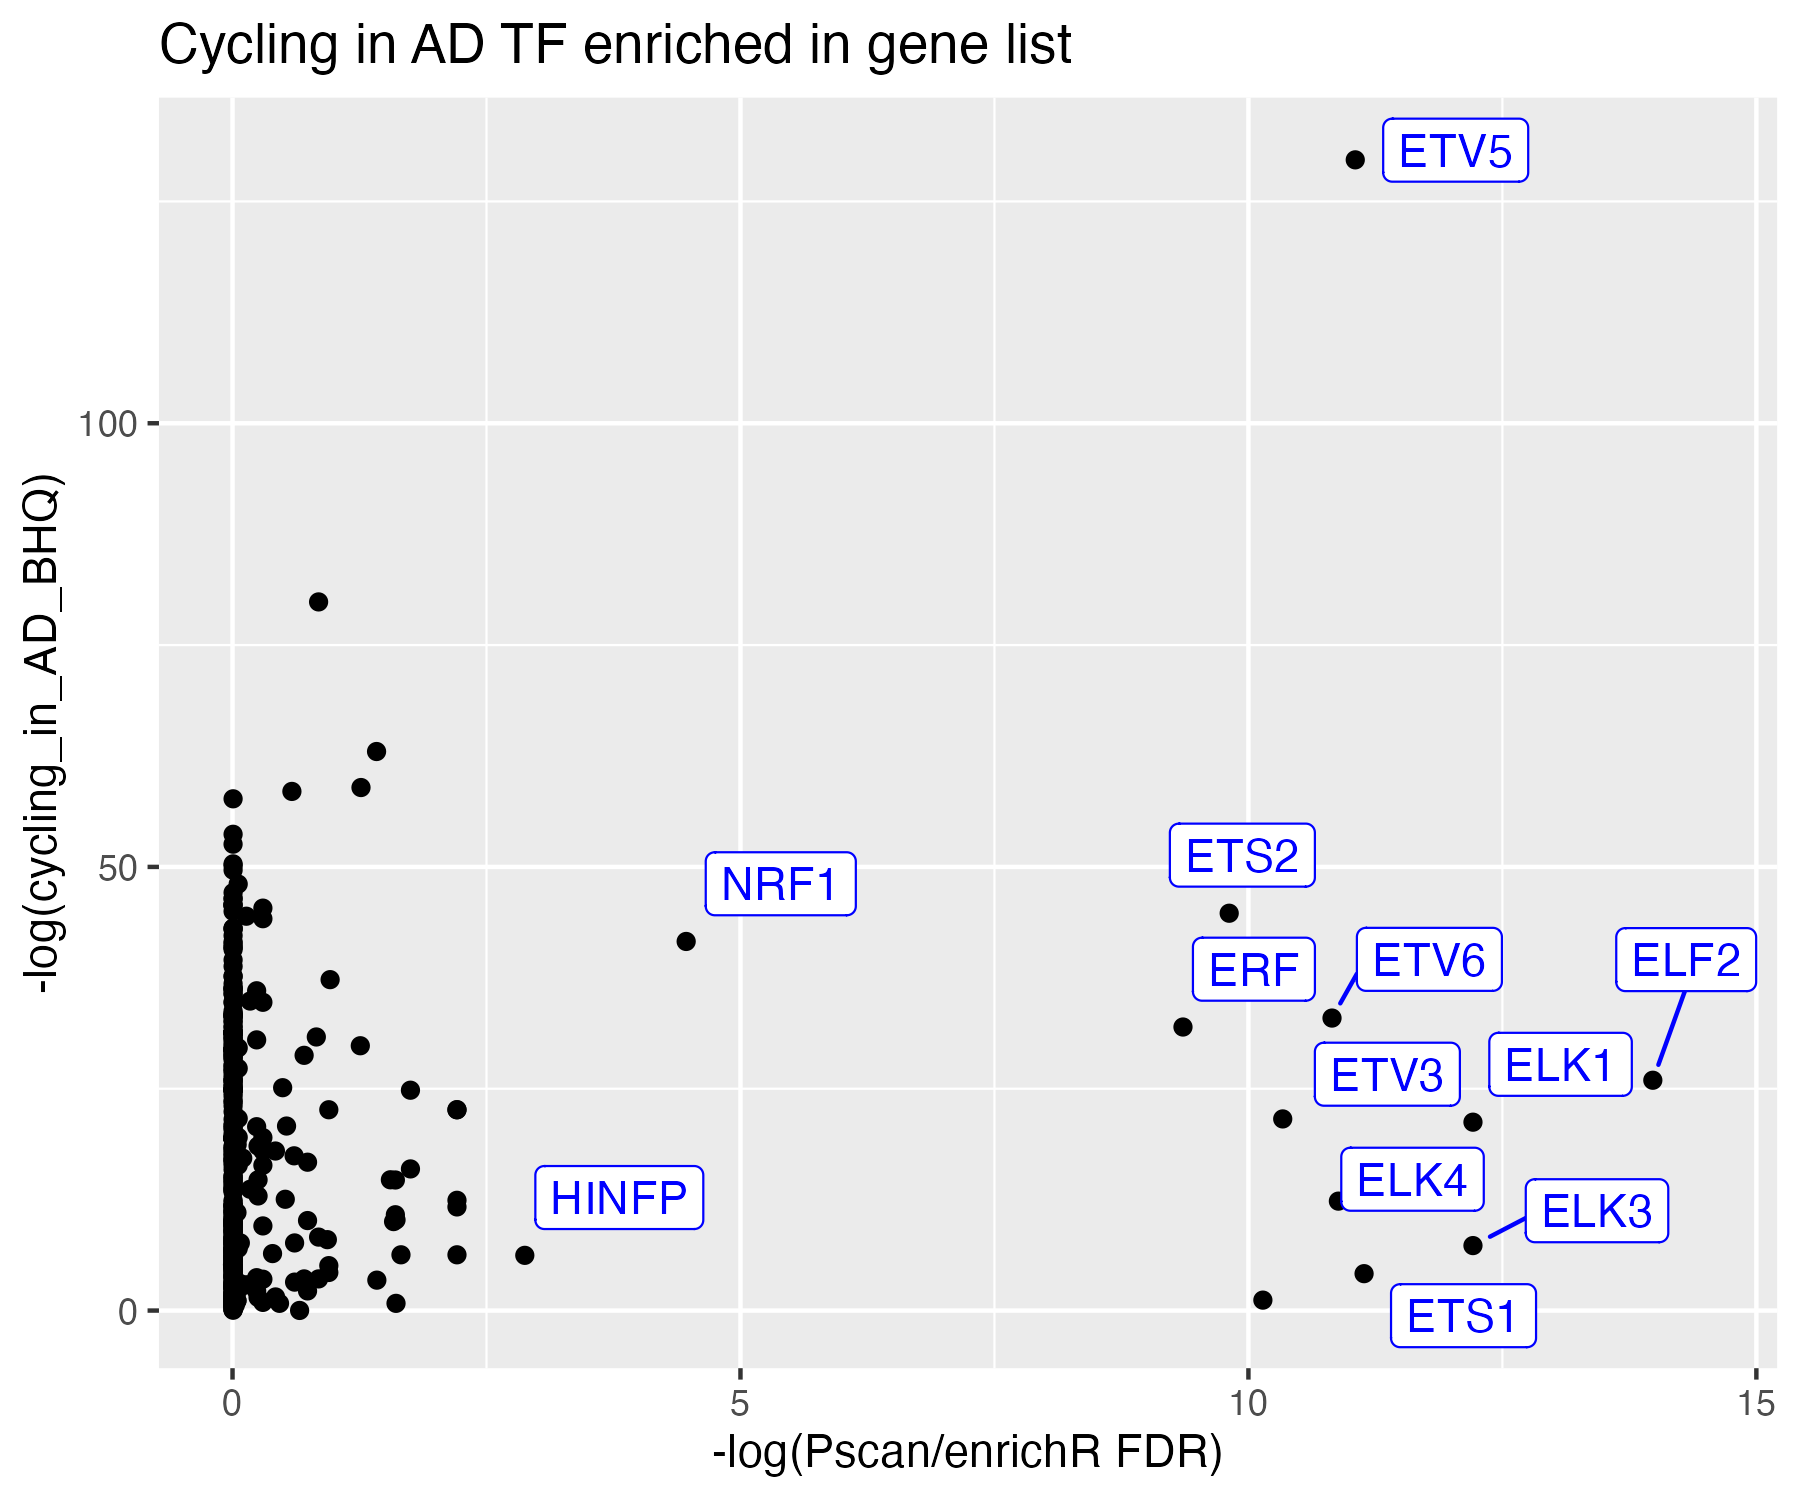 Cycling in AD TF enriched in gene list
ETV5
100
-log(cycling_in_AD_BHQ)
50
NRF1
ETS2
ERF
ETV6
ELF2
ETV3
ELK1
HINFP
ELK4
ELK3
ETS1
0
0
5
10
15
-log(Pscan/enrichR FDR)